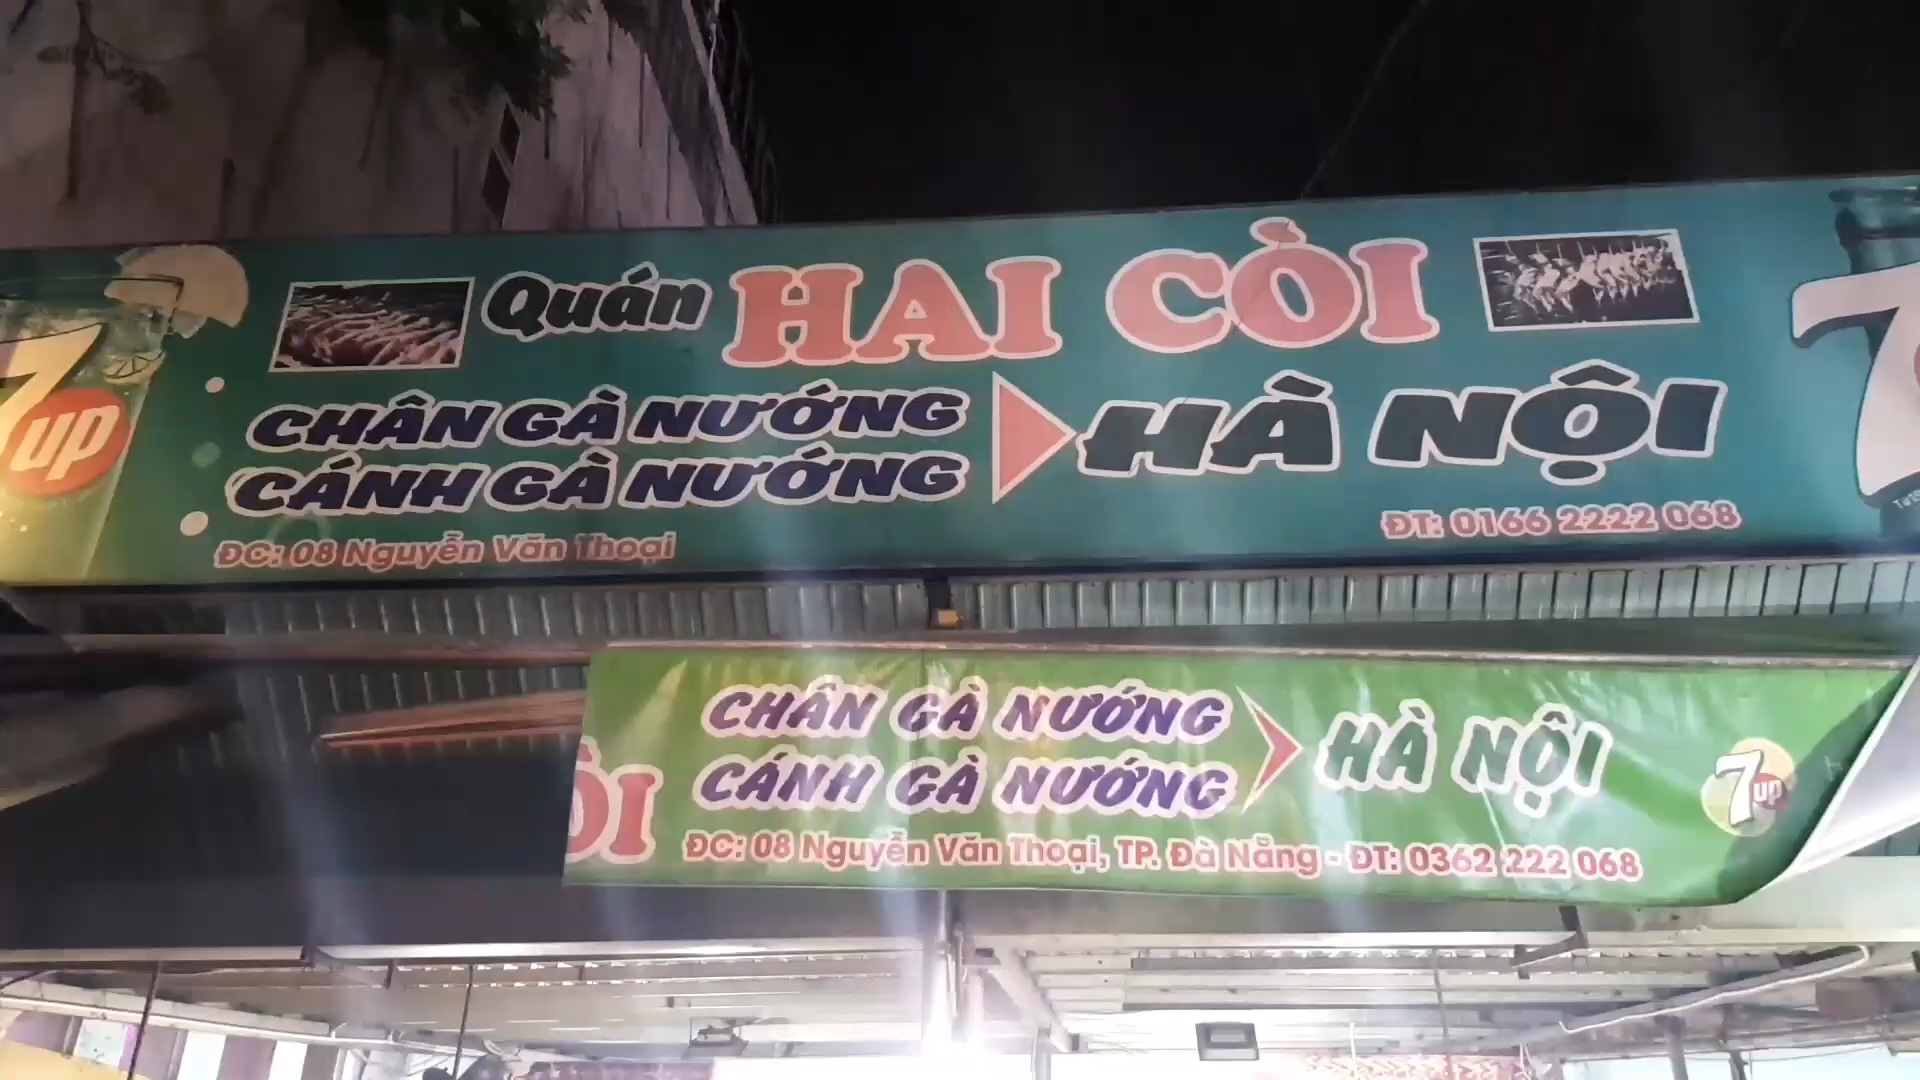 Quán HAI CÒI
CHÂN GÀ NƯỚNG
CÁNH GÀ NƯỚNG
HÀ NỘI
ĐC: 08 Nguyễn Văn Thoại
ĐT: 0166 2222 068
7up
7
ÒI
CHÂN GÀ NƯỚNG
CÁNH GÀ NƯỚNG
HÀ NỘI
7up
ĐC: 08 Nguyễn Văn Thoại, TP. Đà Nẵng - ĐT: 0362 222 068